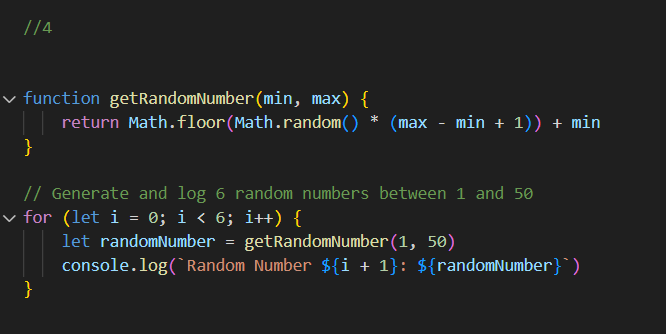 //4
function getRandomNumber(min, max) {
    return Math.floor(Math.random() * (max - min + 1)) + min
}
// Generate and log 6 random numbers between 1 and 50
for (let i = 0; i < 6; i++) {
    let randomNumber = getRandomNumber(1, 50)
    console.log(`Random Number ${i + 1}: ${randomNumber}`)
}